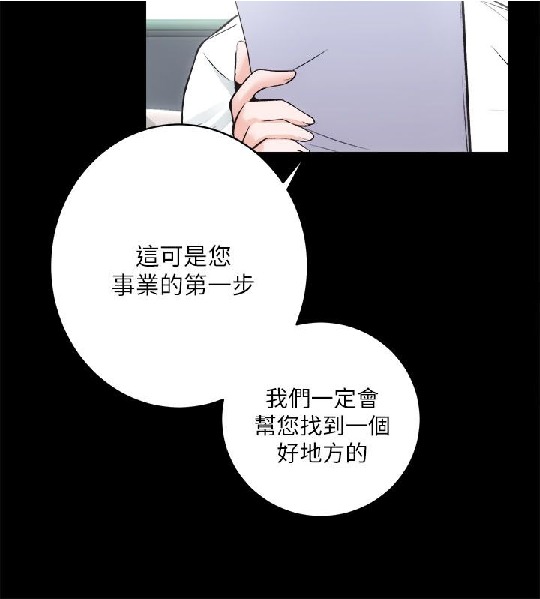 這可是您
事業的第一步
我們一定會
幫您找到一個
好地方的